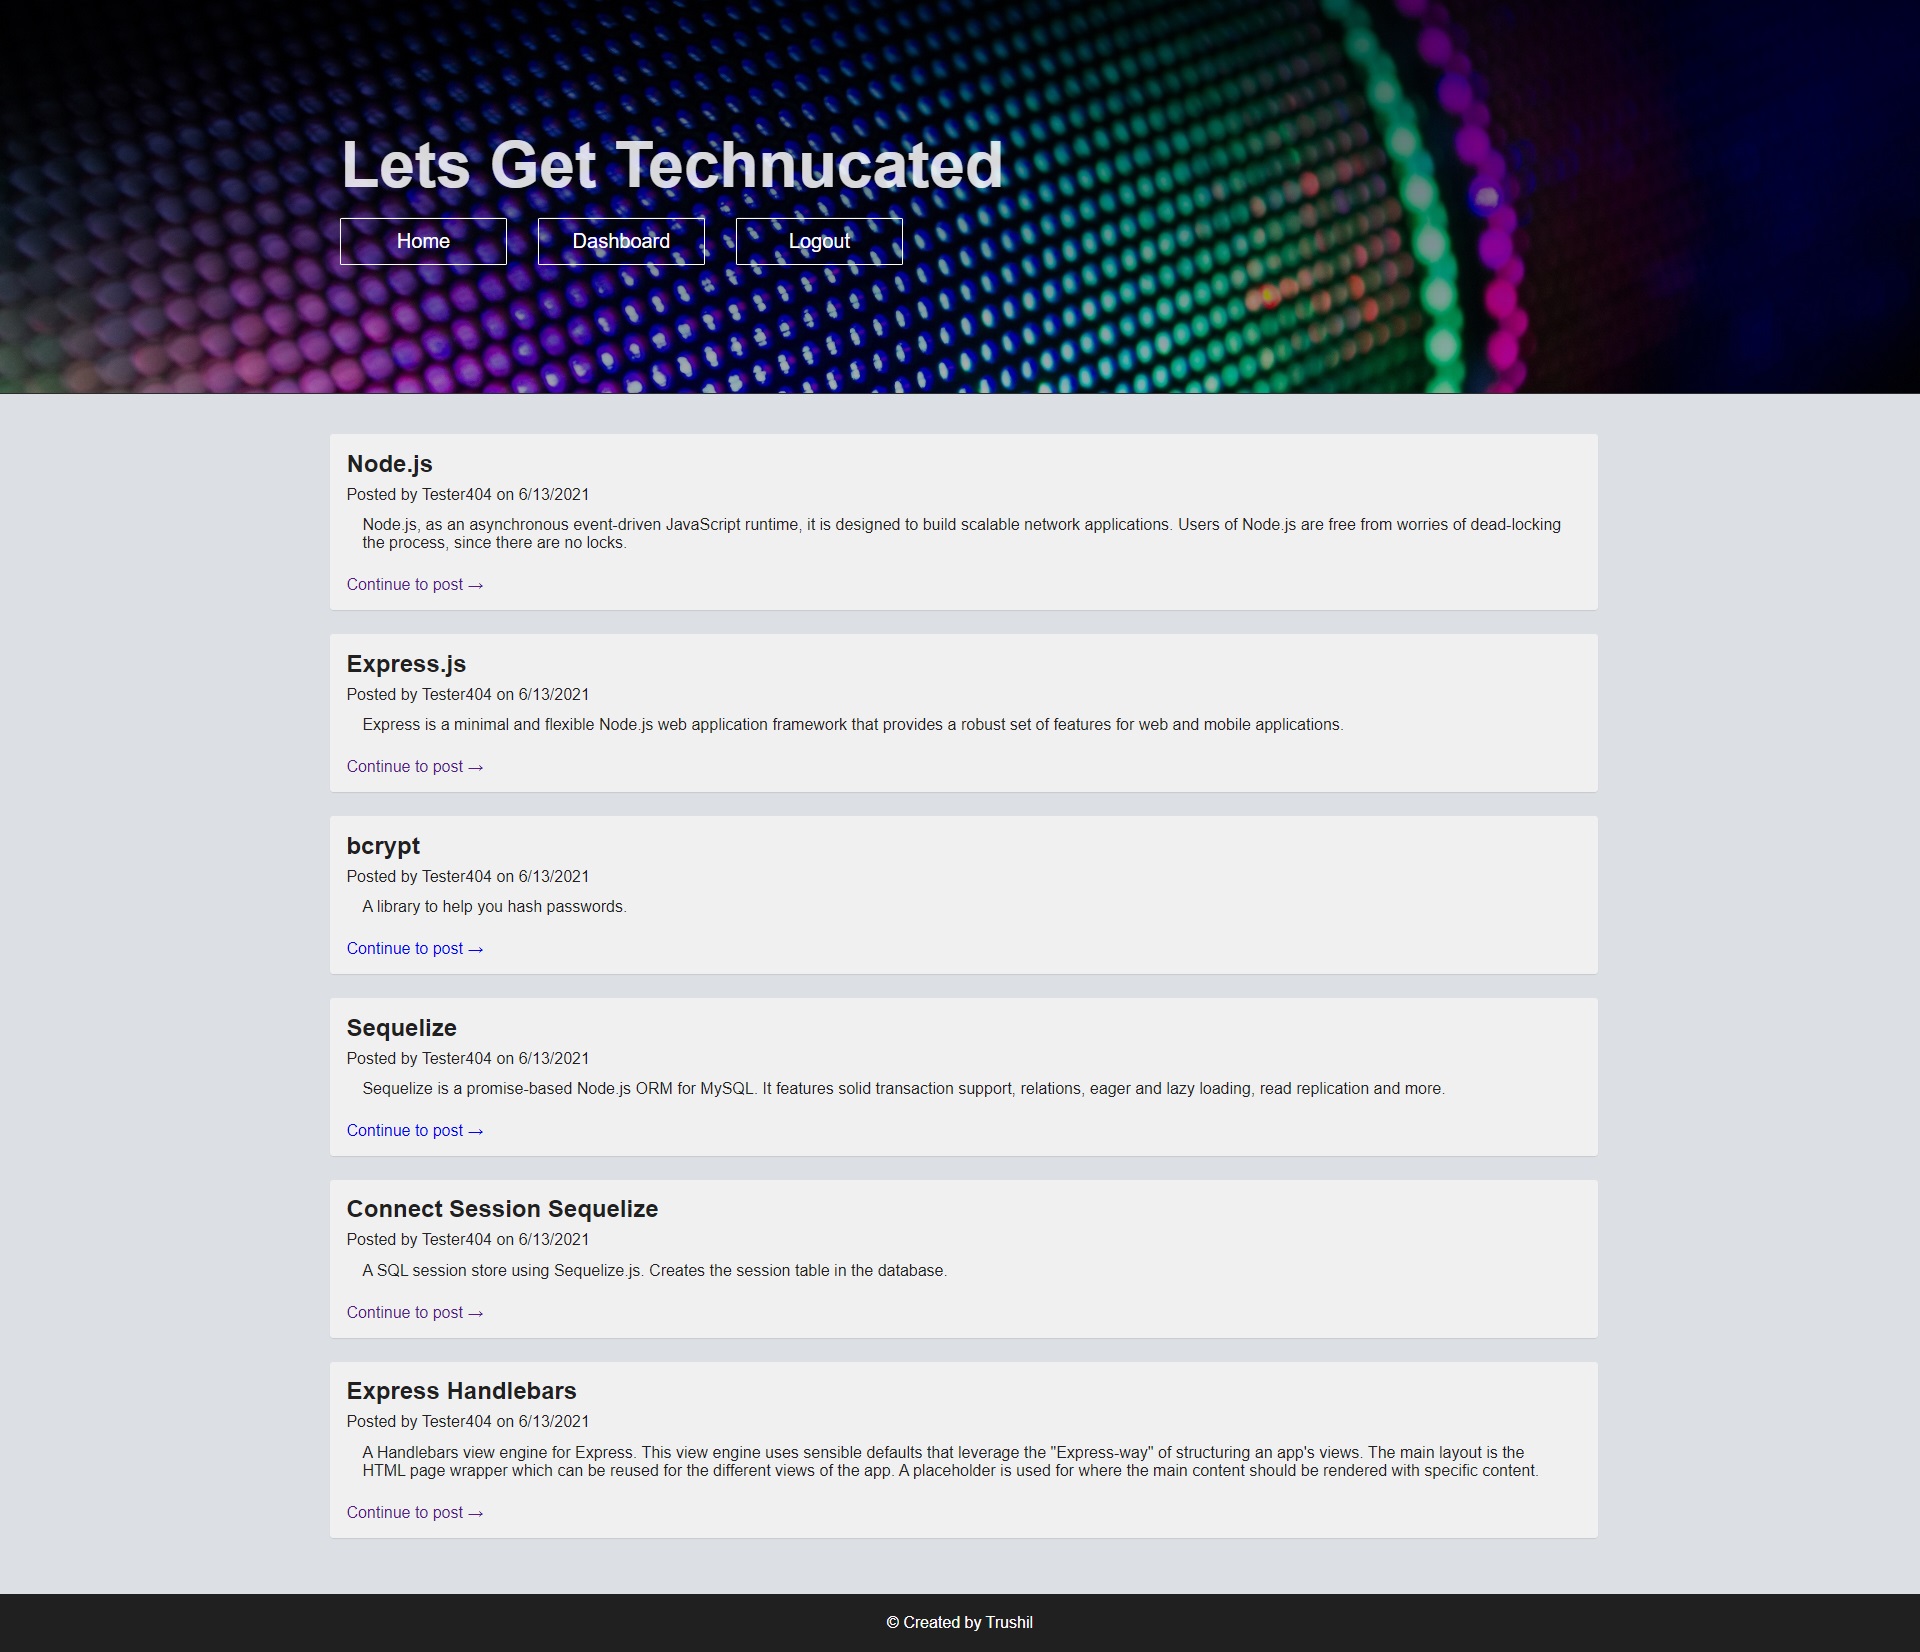 Lets Get Technucated
Home
Dashboard
Logout
Node.js
Posted by Tester404 on 6/13/2021
Node.js, as an asynchronous event-driven JavaScript runtime, it is designed to build scalable network applications. Users of Node.js are free from worries of dead-locking
the process, since there are no locks.
Continue to post →
Express.js
Posted by Tester404 on 6/13/2021
Express is a minimal and flexible Node.js web application framework that provides a robust set of features for web and mobile applications.
Continue to post →
bcrypt
Posted by Tester404 on 6/13/2021
A library to help you hash passwords.
Continue to post →
Sequelize
Posted by Tester404 on 6/13/2021
Sequelize is a promise-based Node.js ORM for MySQL. It features solid transaction support, relations, eager and lazy loading, read replication and more.
Continue to post →
Connect Session Sequelize
Posted by Tester404 on 6/13/2021
A SQL session store using Sequelize.js. Creates the session table in the database.
Continue to post →
Express Handlebars
Posted by Tester404 on 6/13/2021
A Handlebars view engine for Express. This view engine uses sensible defaults that leverage the "Express-way" of structuring an app's views. The main layout is the
HTML page wrapper which can be reused for the different views of the app. A placeholder is used for where the main content should be rendered with specific content.
Continue to post →
© Created by Trushil